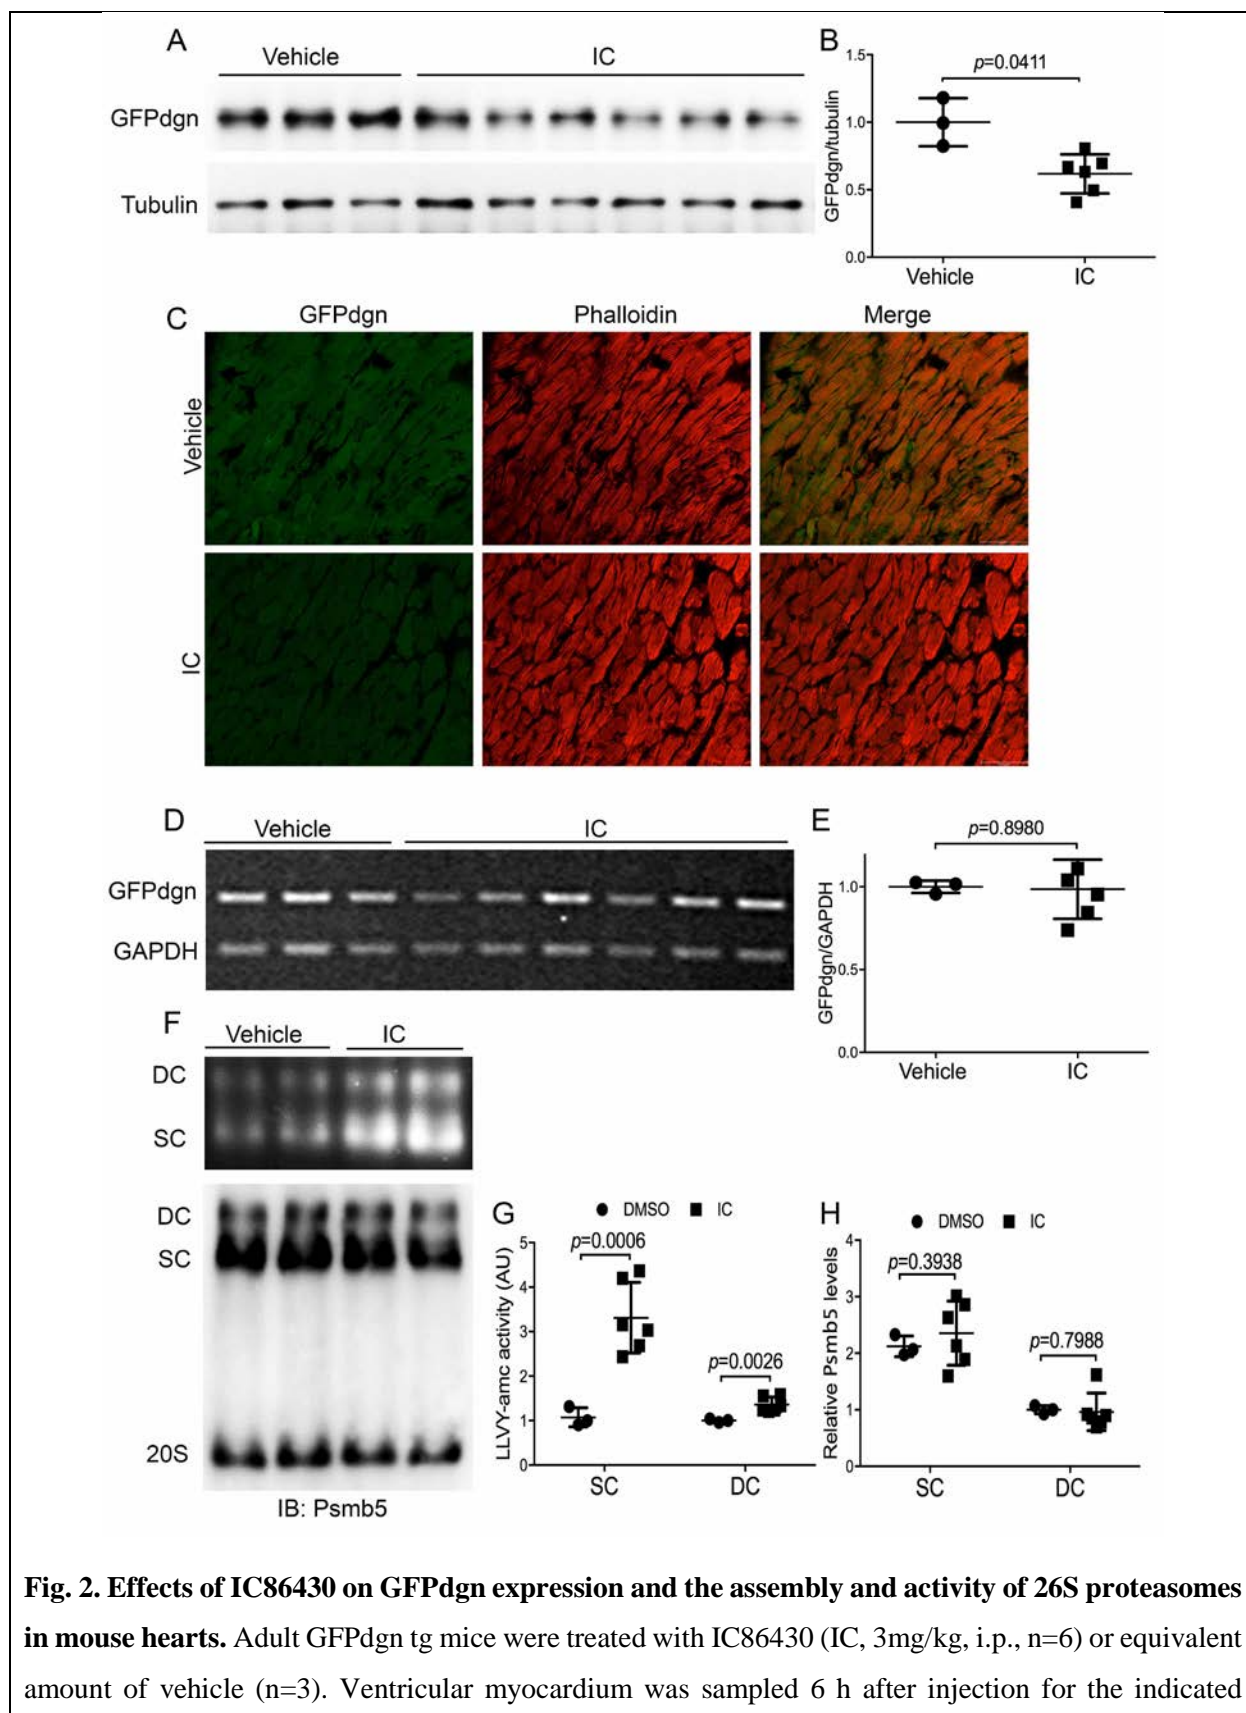 A
Vehicle
IC
GFPdgn
Tubulin
B
1.5
1.0
0.5
0.0
GFPdgn/tubulin
p=0.0411
Vehicle
IC
C
GFPdgn
Phalloidin
Merge
Vehicle
IC
D
Vehicle
IC
GFPdgn
GAPDH
E
p=0.8980
1.0
0.5
0.0
GFPdgn/GAPDH
Vehicle
IC
F
Vehicle
IC
DC
SC
DC
SC
20S
IB: Psmb5
G
DMSO
IC
5
4
3
2
1
0
LLVY-amc activity (AU)
p=0.0006
p=0.0026
SC
DC
H
DMSO
IC
4
3
2
1
0
Relative Psmb5 levels
p=0.3938
p=0.7988
SC
DC
Fig. 2. Effects of IC86430 on GFPdgn expression and the assembly and activity of 26S proteasomes
in mouse hearts. Adult GFPdgn tg mice were treated with IC86430 (IC, 3mg/kg, i.p., n=6) or equivalent
amount of vehicle (n=3). Ventricular myocardium was sampled 6 h after injection for the indicated